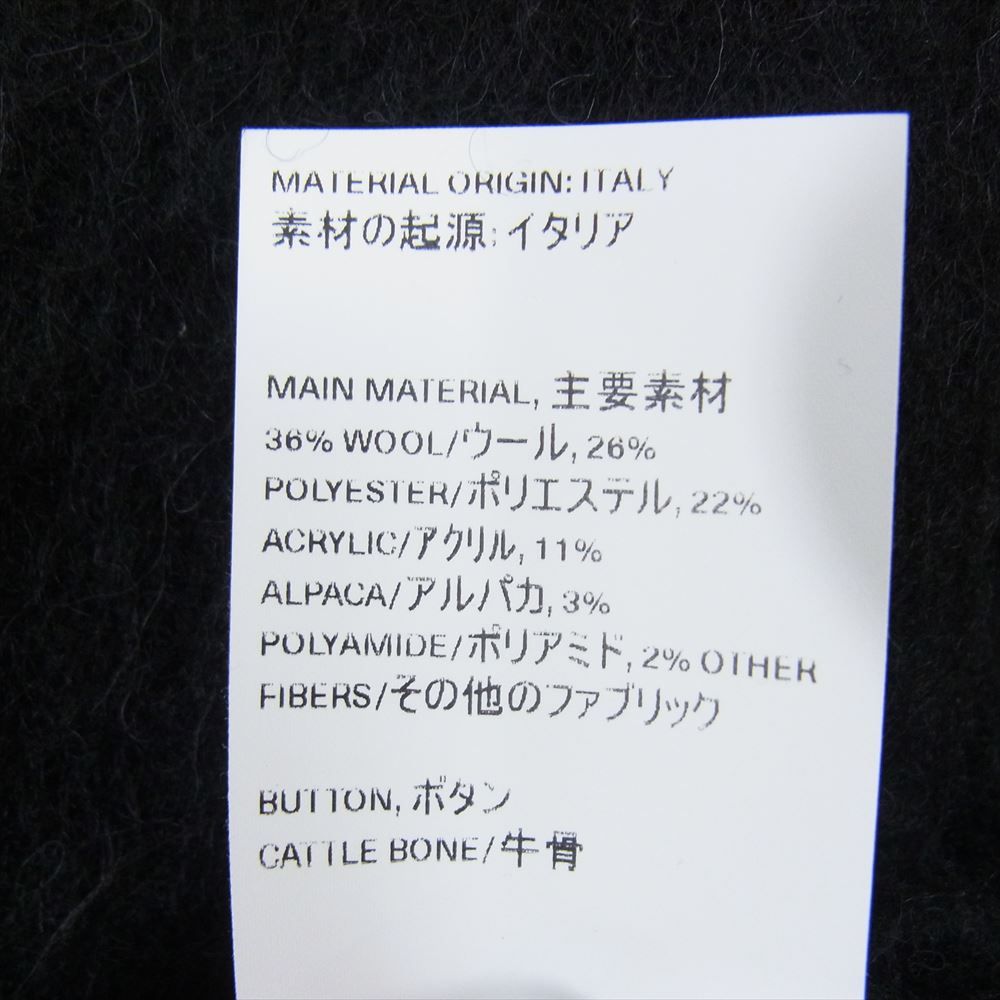 MATERIAL ORIGIN: ITALY
素材の起源: イタリア
MAIN MATERIAL, 主要素材
36% WOOL/ウール, 26%
POLYESTER/ポリエステル, 22%
ACRYLIC/アクリル, 11%
ALPACA/アルパカ, 3%
POLYAMIDE/ポリアミド, 2% OTHER
FIBERS/その他のファブリック
BUTTON, ボタン
CATTLE BONE/牛骨